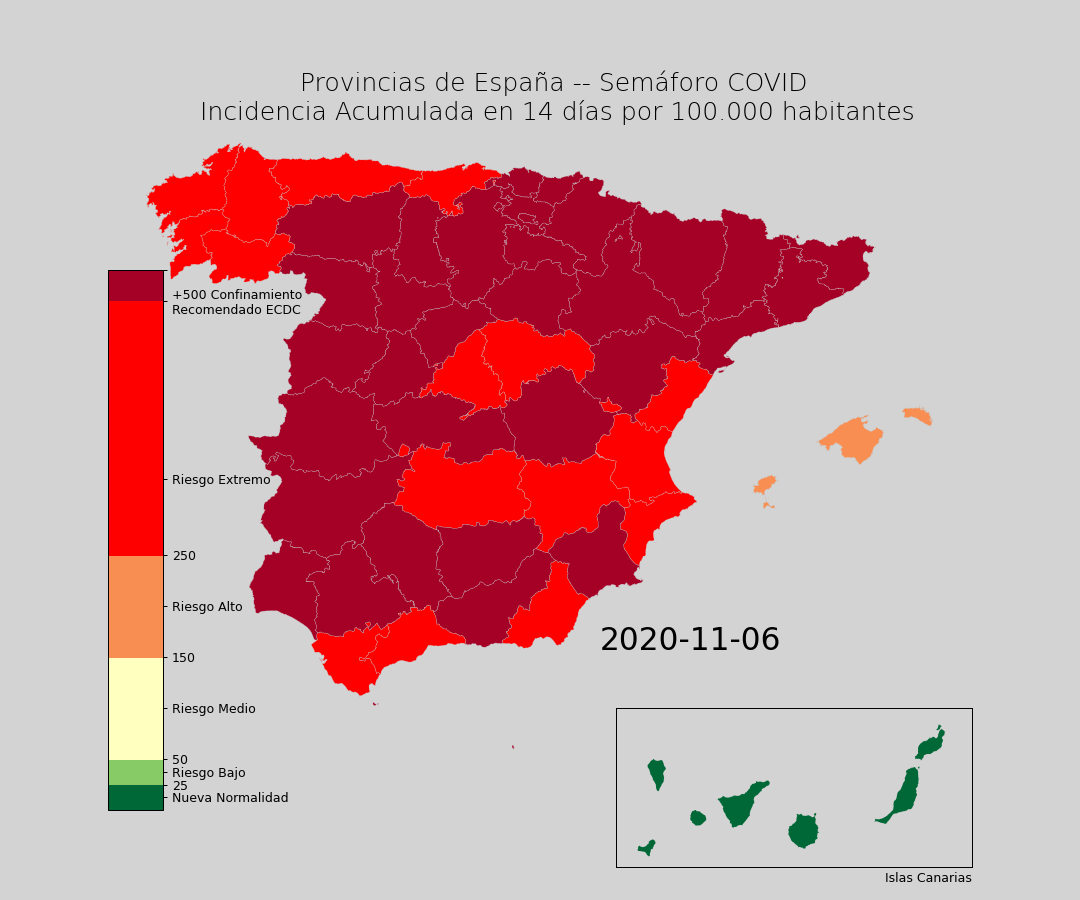 Provincias de España -- Semáforo COVID
Incidencia Acumulada en 14 días por 100.000 habitantes
+500 Confinamiento
Recomendado ECDC
Riesgo Extremo
250
Riesgo Alto
150
Riesgo Medio
50
Riesgo Bajo
25
Nueva Normalidad
2020-11-06
Islas Canarias